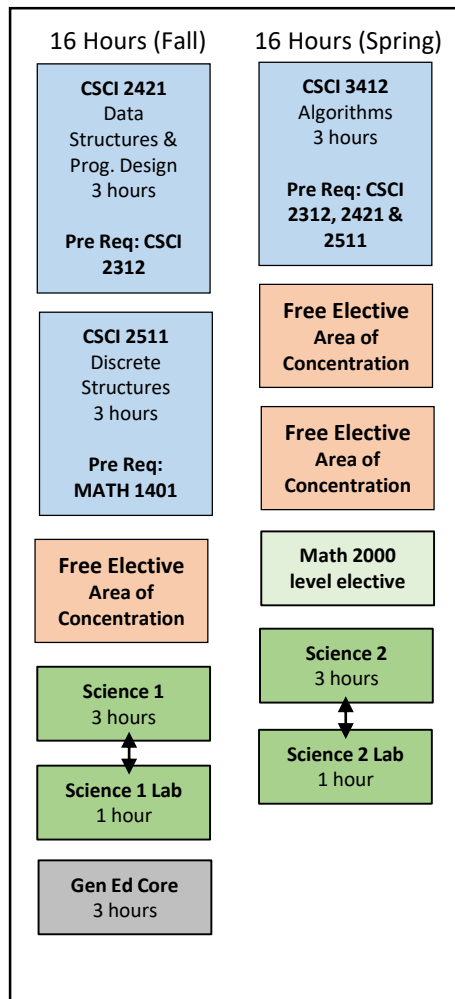 16 Hours (Fall)
CSCI 2421
Data
Structures &
Prog. Design
3 hours
Pre Req: CSCI
2312
CSCI 2511
Discrete
Structures
3 hours
Pre Req:
MATH 1401
Free Elective
Area of
Concentration
Science 1
3 hours
Science 1 Lab
1 hour
Gen Ed Core
3 hours
16 Hours (Spring)
CSCI 3412
Algorithms
3 hours
Pre Req: CSCI
2312, 2421 &
2511
Free Elective
Area of
Concentration
Free Elective
Area of
Concentration
Math 2000
level elective
Science 2
3 hours
Science 2 Lab
1 hour